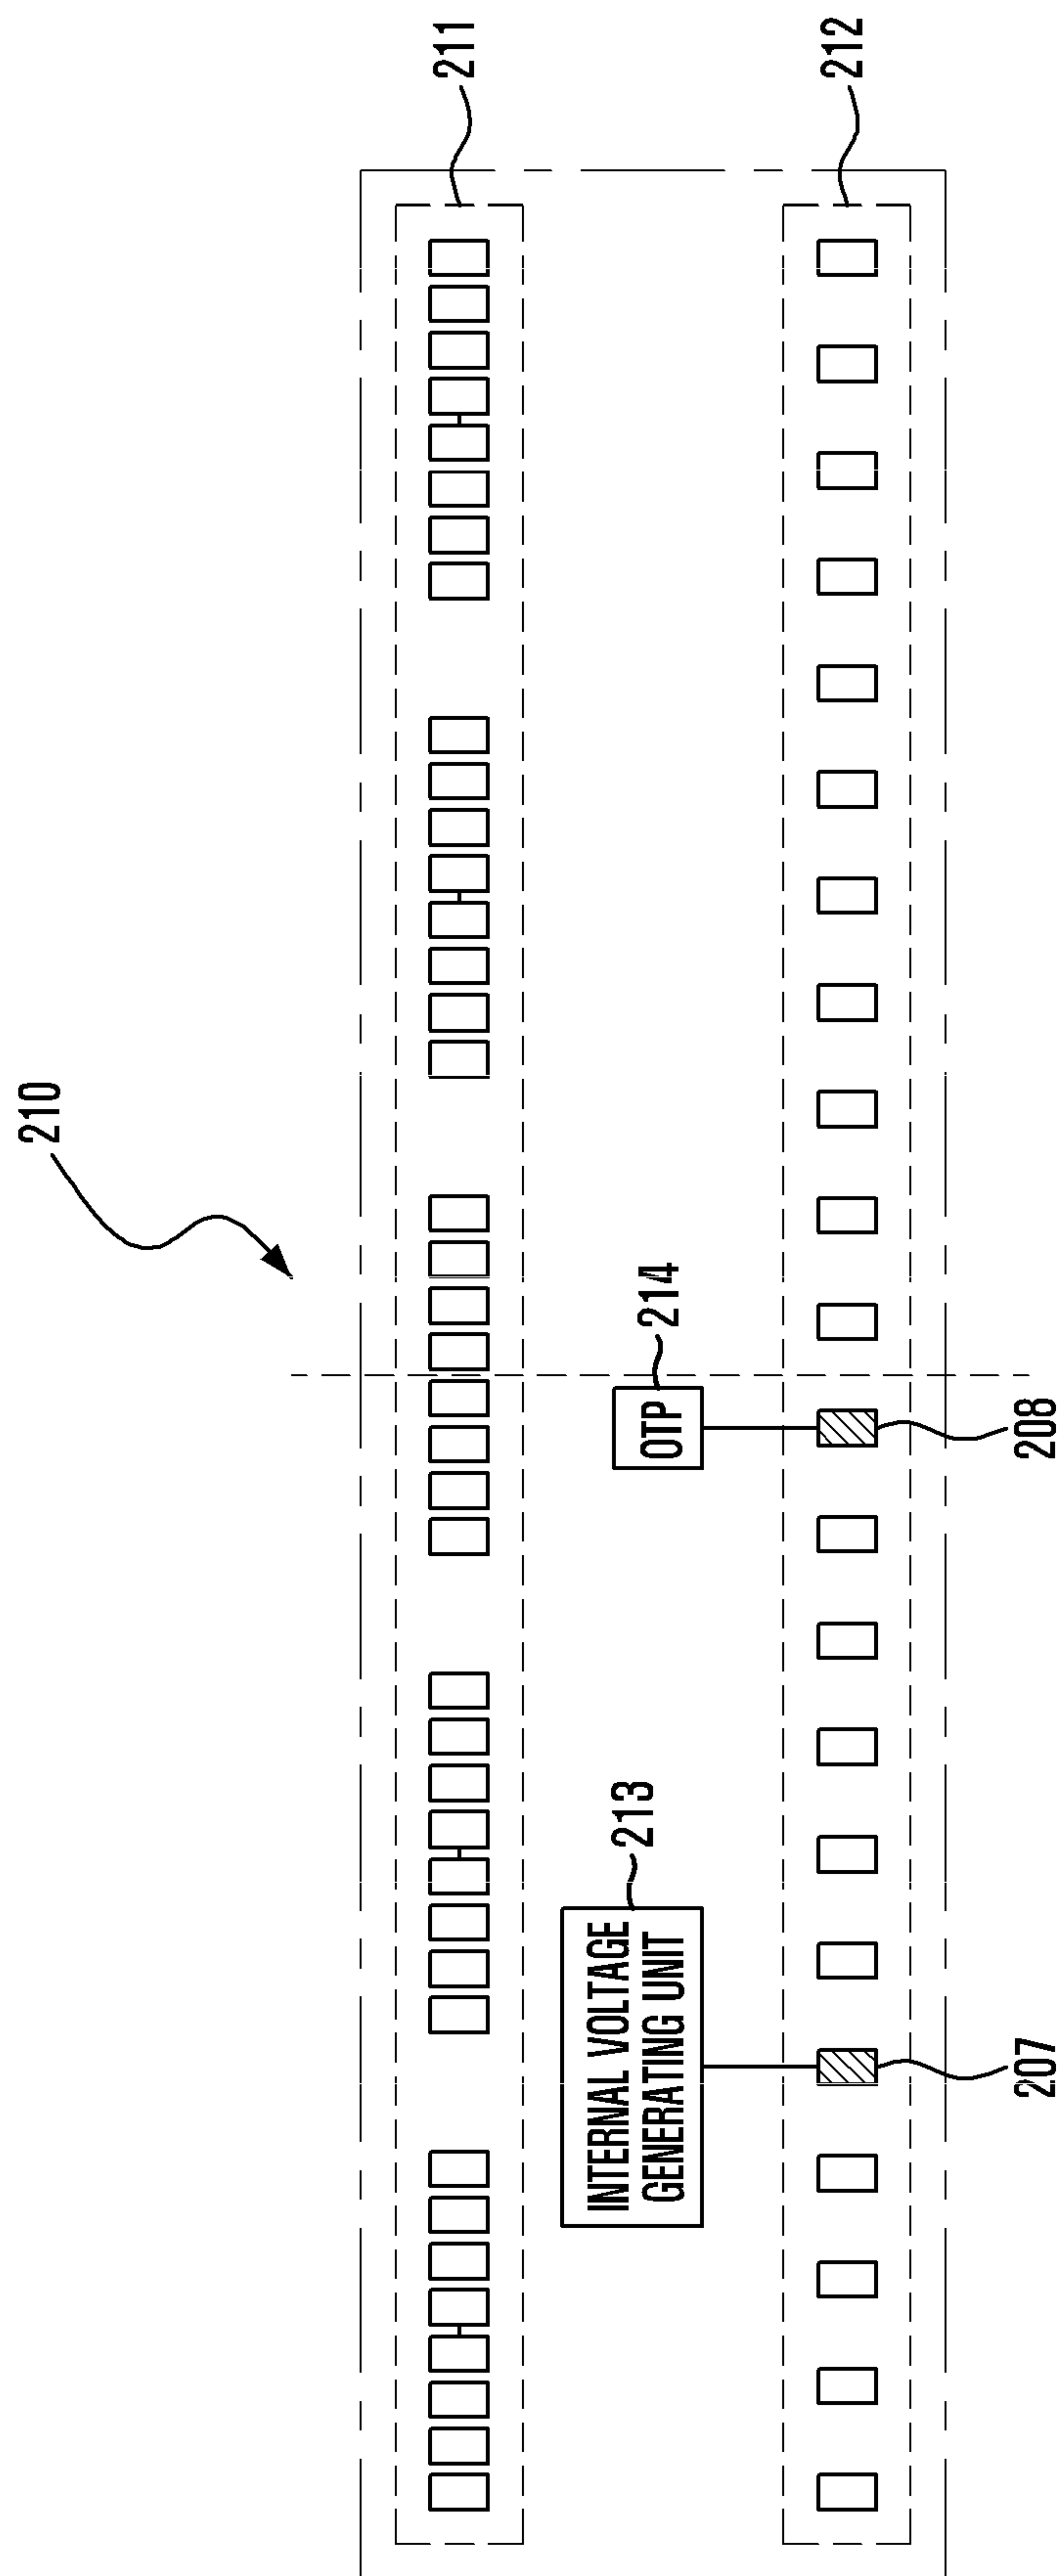 210
211
INTERNAL VOLTAGE
GENERATING UNIT
213
OTP
214
212
207
208